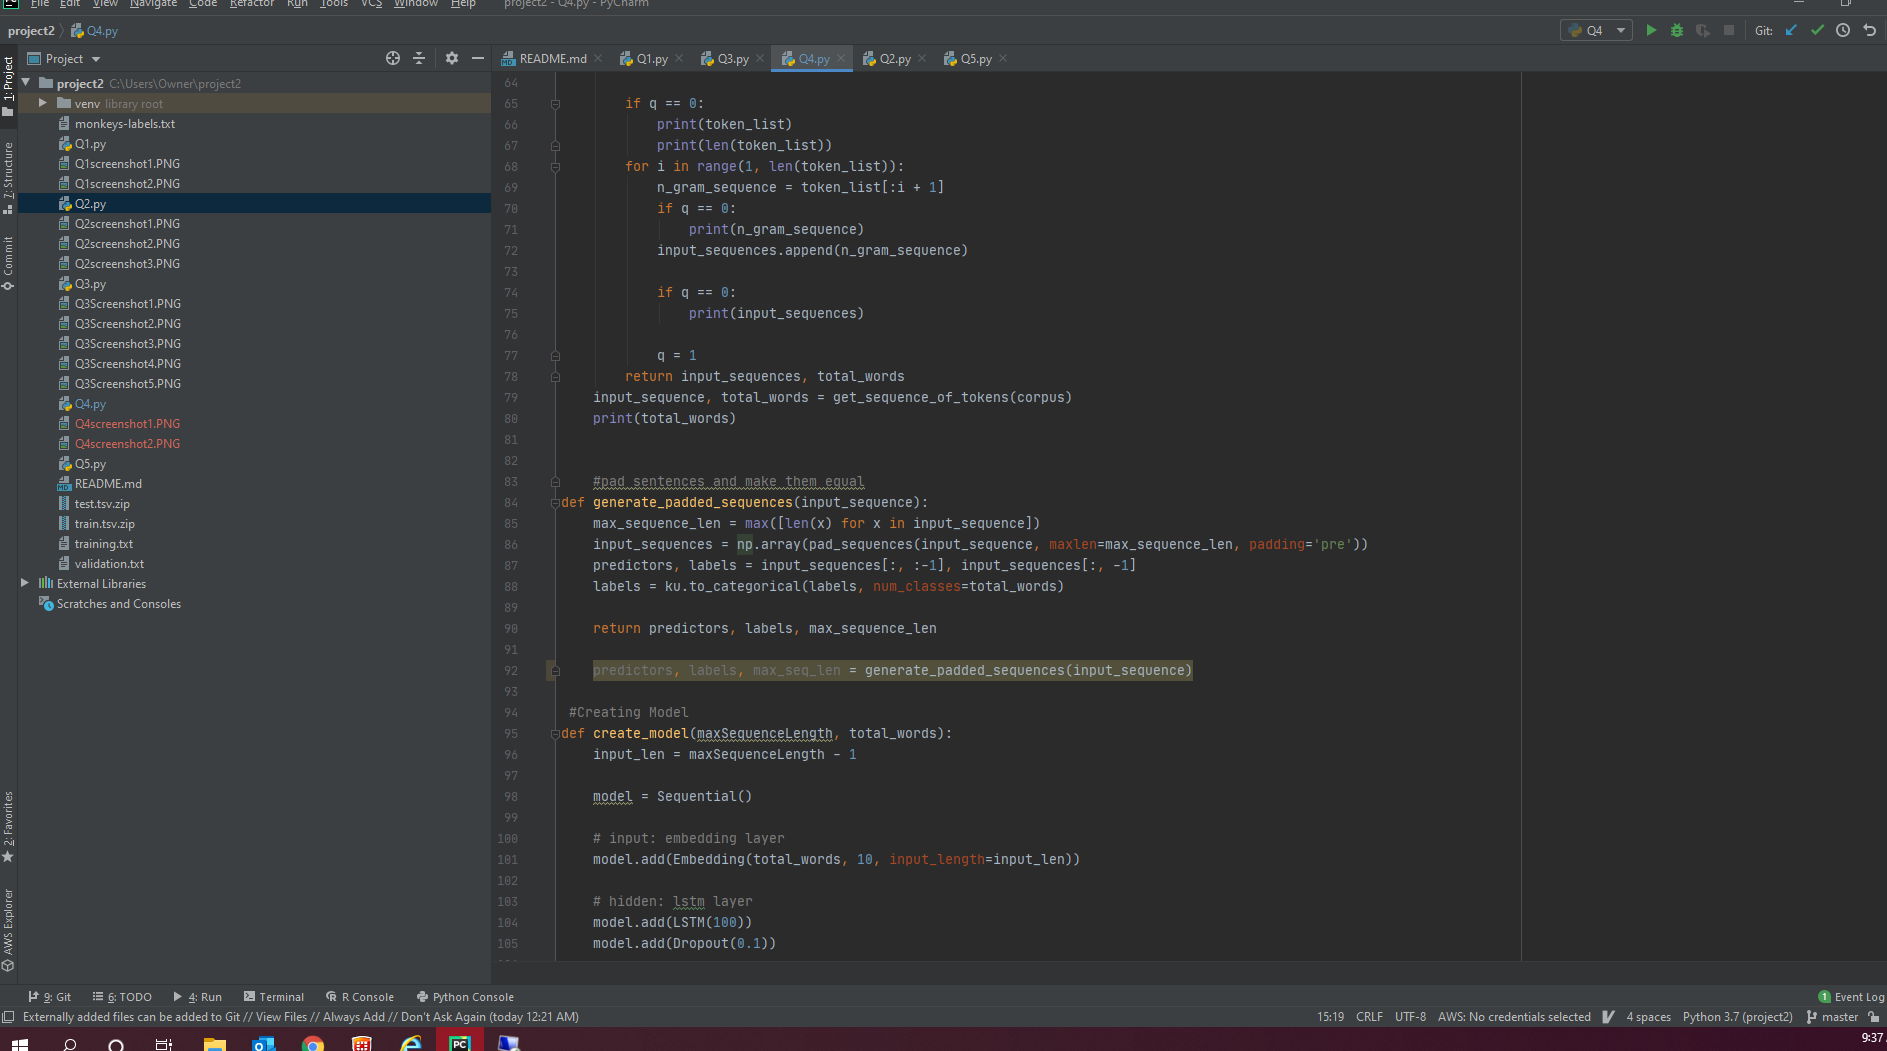 File Edit View Navigate Code Refactor Run Tools VCS Window Help project2 - Q4.py - PyCharm
project2 Q4.py Q4 Git:
Project README.md Q1.py Q3.py Q4.py Q2.py Q5.py
1: Project
7: Structure
Commit
2: Favorites
AWS Explorer
project2 C:\Users\Owner\project2
venv library root
monkeys-labels.txt
Q1.py
Q1screenshot1.PNG
Q1screenshot2.PNG
Q2.py
Q2screenshot1.PNG
Q2screenshot2.PNG
Q2screenshot3.PNG
Q3.py
Q3Screenshot1.PNG
Q3Screenshot2.PNG
Q3Screenshot3.PNG
Q3Screenshot4.PNG
Q3Screenshot5.PNG
Q4.py
Q4screenshot1.PNG
Q4screenshot2.PNG
Q5.py
README.md
test.tsv.zip
train.tsv.zip
training.txt
validation.txt
External Libraries
Scratches and Consoles
64
65 if q == 0:
66 print(token_list)
67 print(len(token_list))
68 for i in range(1, len(token_list)):
69 n_gram_sequence = token_list[:i + 1]
70 if q == 0:
71 print(n_gram_sequence)
72 input_sequences.append(n_gram_sequence)
73
74 if q == 0:
75 print(input_sequences)
76
77 q = 1
78 return input_sequences, total_words
79 input_sequence, total_words = get_sequence_of_tokens(corpus)
80 print(total_words)
81
82
83 #pad sentences and make them equal
84 def generate_padded_sequences(input_sequence):
85 max_sequence_len = max([len(x) for x in input_sequence])
86 input_sequences = np.array(pad_sequences(input_sequence, maxlen=max_sequence_len, padding='pre'))
87 predictors, labels = input_sequences[:, :-1], input_sequences[:, -1]
88 labels = ku.to_categorical(labels, num_classes=total_words)
89
90 return predictors, labels, max_sequence_len
91
92 predictors, labels, max_seq_len = generate_padded_sequences(input_sequence)
93
94 #Creating Model
95 def create_model(maxSequenceLength, total_words):
96 input_len = maxSequenceLength - 1
97
98 model = Sequential()
99
100 # input: embedding layer
101 model.add(Embedding(total_words, 10, input_length=input_len))
102
103 # hidden: lstm layer
104 model.add(LSTM(100))
105 model.add(Dropout(0.1))
9: Git 6: TODO 4: Run Terminal R Console Python Console 1 Event Log
Externally added files can be added to Git // View Files // Always Add // Don't Ask Again (today 12:21 AM) 15:19 CRLF UTF-8 AWS: No credentials selected 4 spaces Python 3.7 (project2) master
PC 9:37